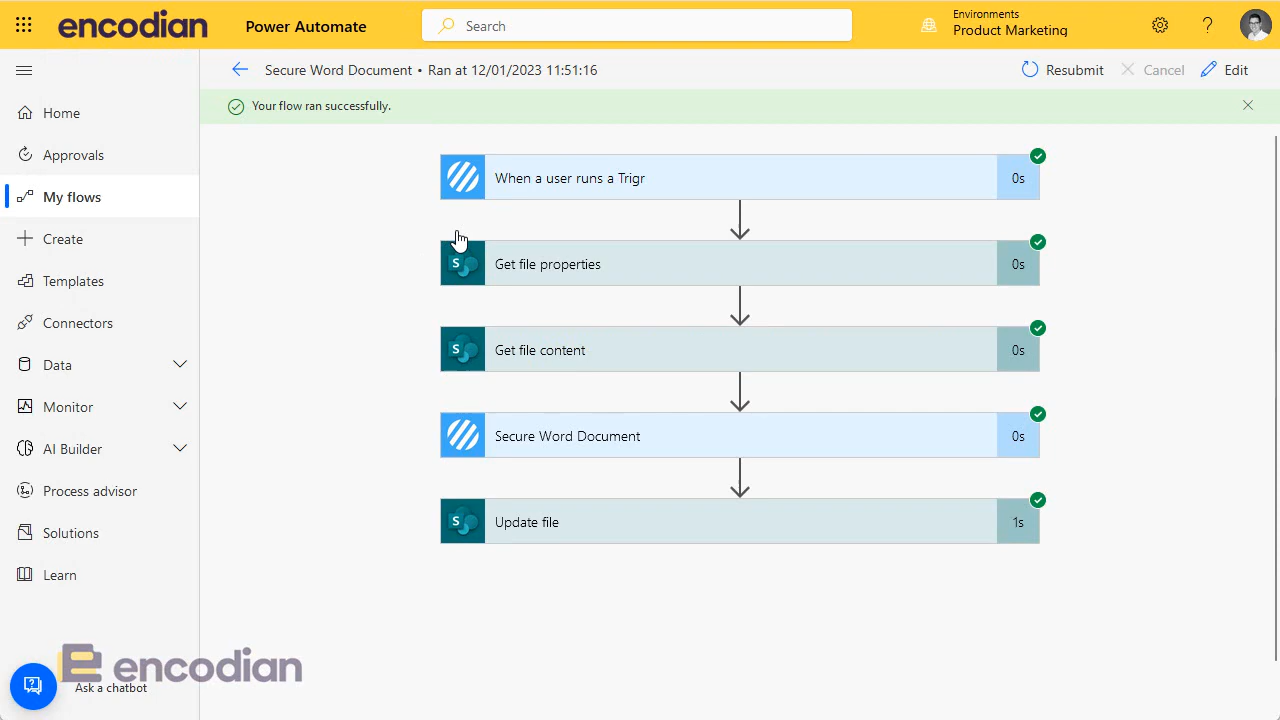 encodian
Power Automate
Search
Environments
Product Marketing
?
Secure Word Document • Ran at 12/01/2023 11:51:16
Resubmit
Cancel
Edit
Your flow ran successfully.
Home
Approvals
My flows
Create
Templates
Connectors
Data
Monitor
AI Builder
Process advisor
Solutions
Learn
When a user runs a Trigr
0s
S
Get file properties
0s
S
Get file content
0s
Secure Word Document
0s
S
Update file
1s
encodian
Ask a chatbot